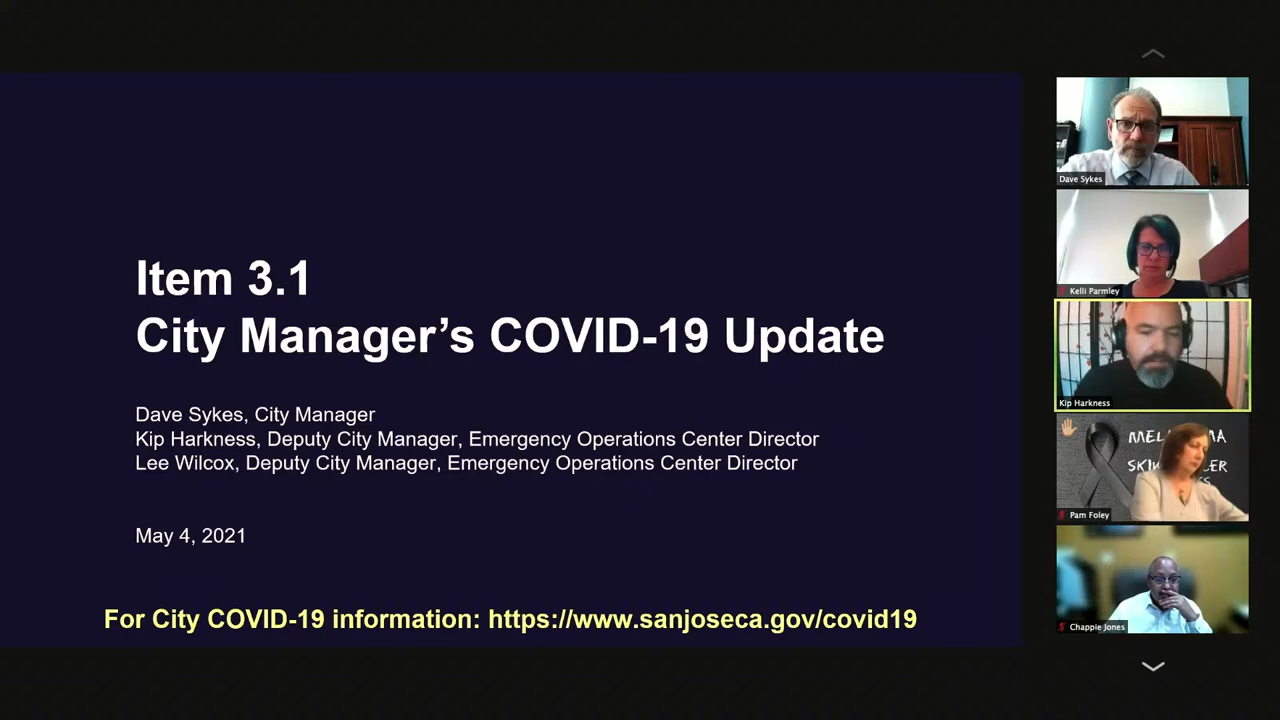 Item 3.1
City Manager's COVID-19 Update
Dave Sykes, City Manager
Kip Harkness, Deputy City Manager, Emergency Operations Center Director
Lee Wilcox, Deputy City Manager, Emergency Operations Center Director
May 4, 2021
For City COVID-19 information: https://www.sanjoseca.gov/covid19
Dave Sykes
Kelli Parmley
Kip Harkness
Pam Foley
Chappie Jones